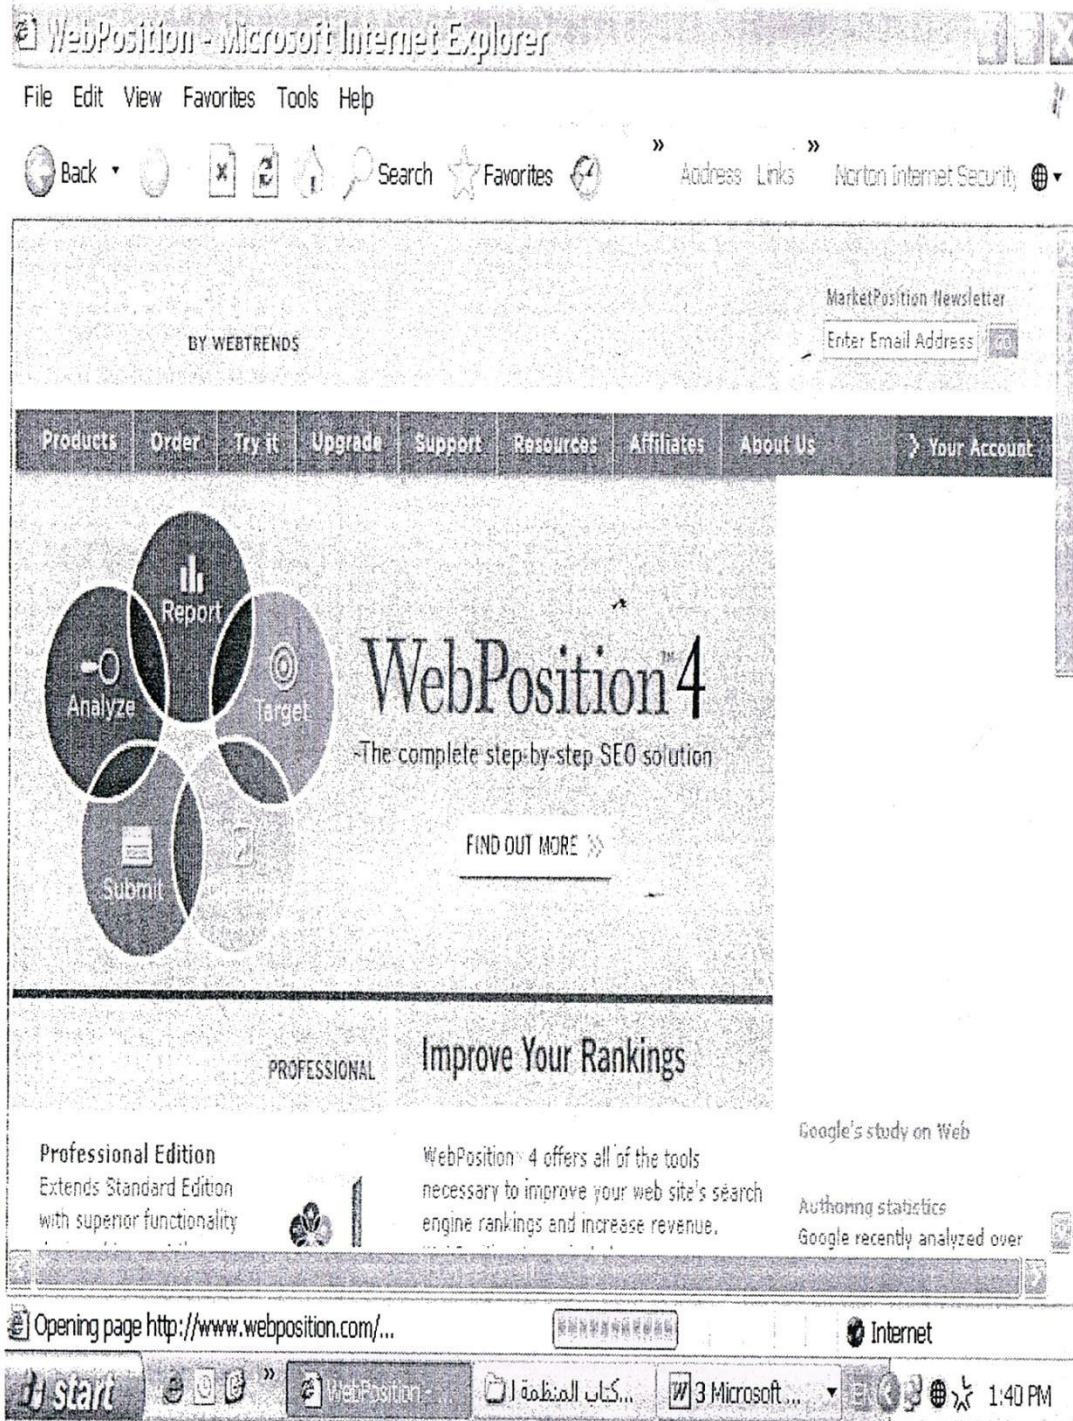 WebPosition - Microsoft Internet Explorer
File Edit View Favorites Tools Help
Back Search Favorites » Address Links » Norton Internet Security
MarketPosition Newsletter
BY WEBTRENDS
Enter Email Address GO
Products Order Try it Upgrade Support Resources Affiliates About Us Your Account
Report
Analyze
Target
Submit
WebPosition™ 4
The complete step-by-step SEO solution
FIND OUT MORE »
PROFESSIONAL
Improve Your Rankings
Professional Edition
Extends Standard Edition
with superior functionality
WebPosition 4 offers all of the tools
necessary to improve your web site's search
engine rankings and increase revenue.
Google's study on Web
Authoring statistics
Google recently analyzed over
Opening page http://www.webposition.com/...
Internet
start » WebPosition - ... كتاب المنظمة ا... W 3 Microsoft ... EN 1:40 PM